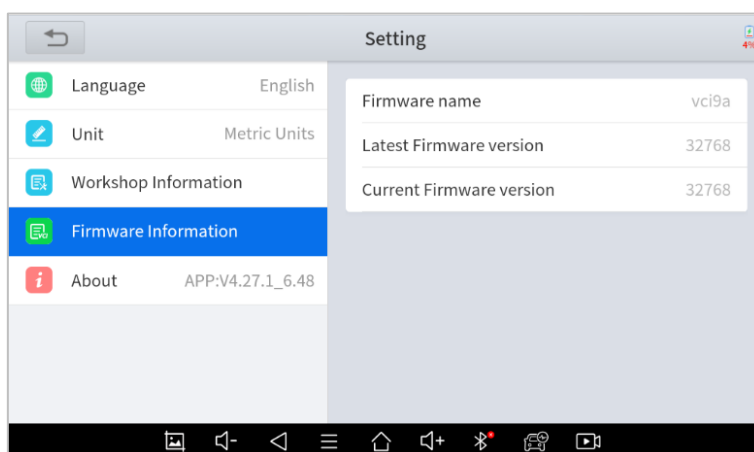 Setting
4%
Language English
Unit Metric Units
Workshop Information
Firmware Information
About APP:V4.27.1_6.48
Firmware name vci9a
Latest Firmware version 32768
Current Firmware version 32768